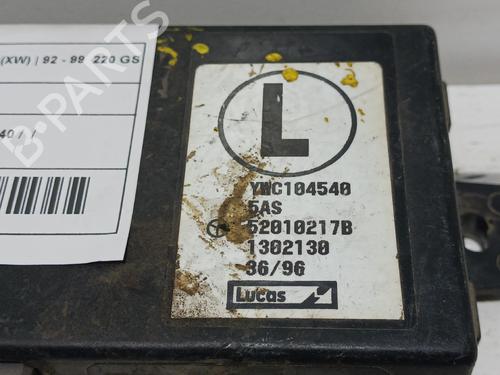 (XW) | 92 - 99 220 GS
40 / /
L
YWC104540
5AS
52010217B
1302130
36/96
Lucas
B-PARTS